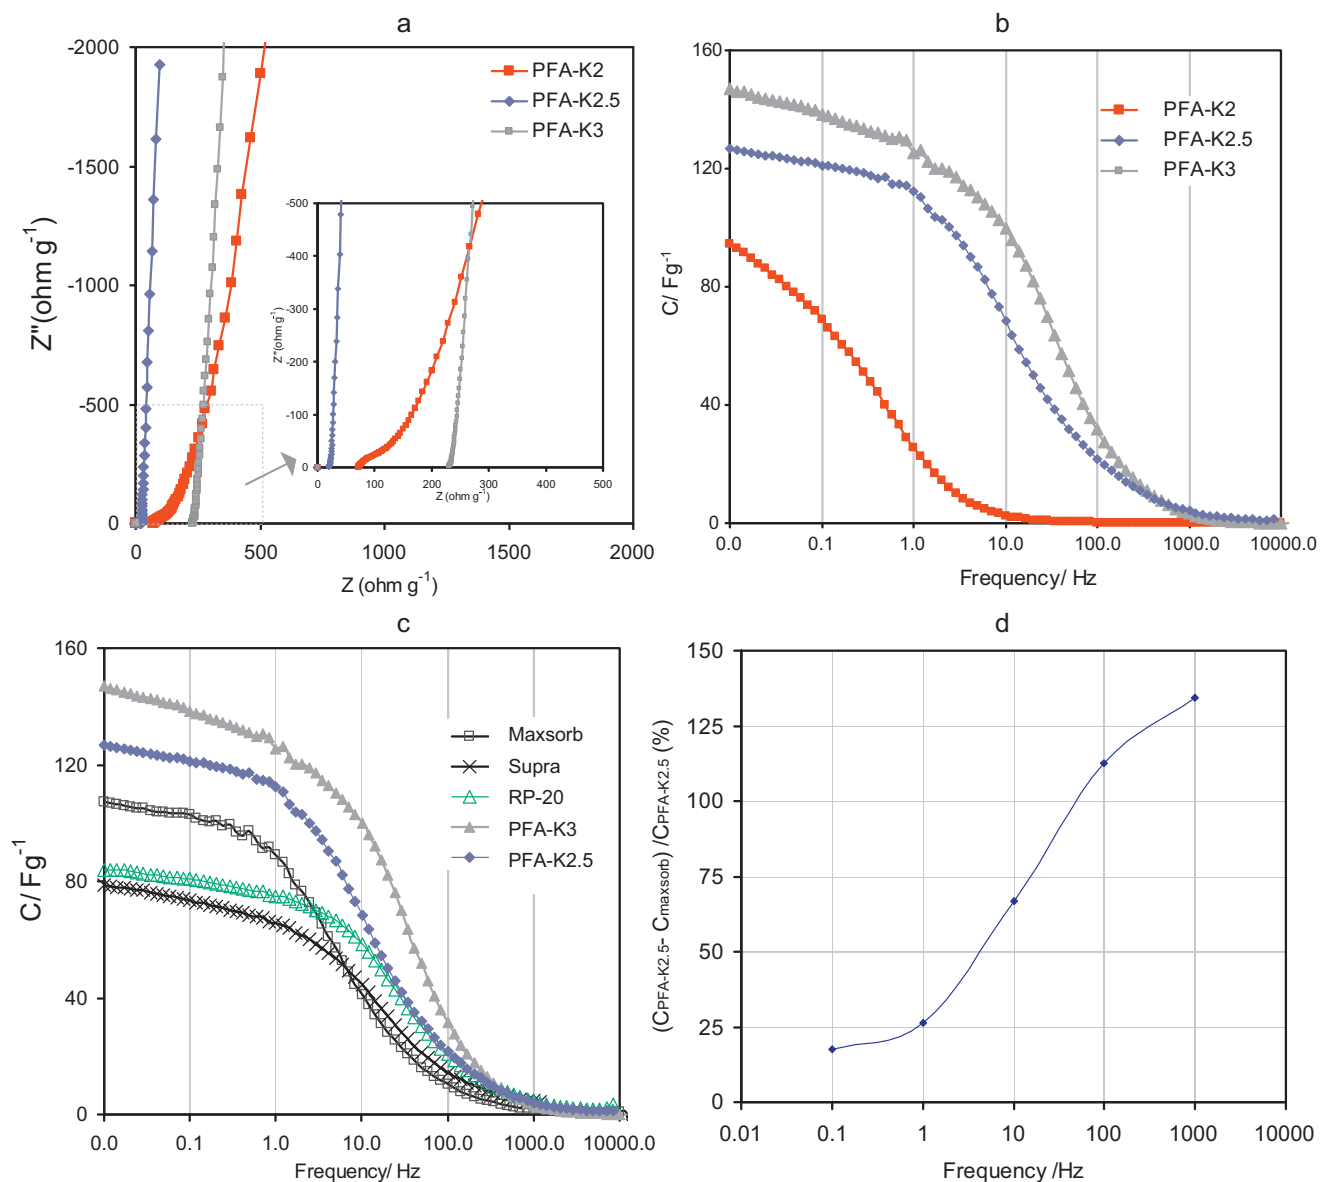 a
-2000
-1500
-1000
-500
0
Z"(ohm g-1)
0
500
1000
1500
2000
Z (ohm g-1)
PFA-K2
PFA-K2.5
PFA-K3
-500
-400
-300
-200
-100
0
Z"(ohm g-1)
0
100
200
300
400
500
Z (ohm g-1)
b
160
120
80
40
0
C/ Fg-1
0.0
0.1
1.0
10.0
100.0
1000.0
10000.0
Frequency/ Hz
PFA-K2
PFA-K2.5
PFA-K3
c
160
120
80
40
0
C/ Fg-1
0.0
0.1
1.0
10.0
100.0
1000.0
10000.0
Frequency/ Hz
Maxsorb
Supra
RP-20
PFA-K3
PFA-K2.5
d
150
125
100
75
50
25
0
(CPFA-K2.5- Cmaxsorb) /CPFA-K2.5 (%)
0.01
0.1
1
10
100
1000
10000
Frequency /Hz